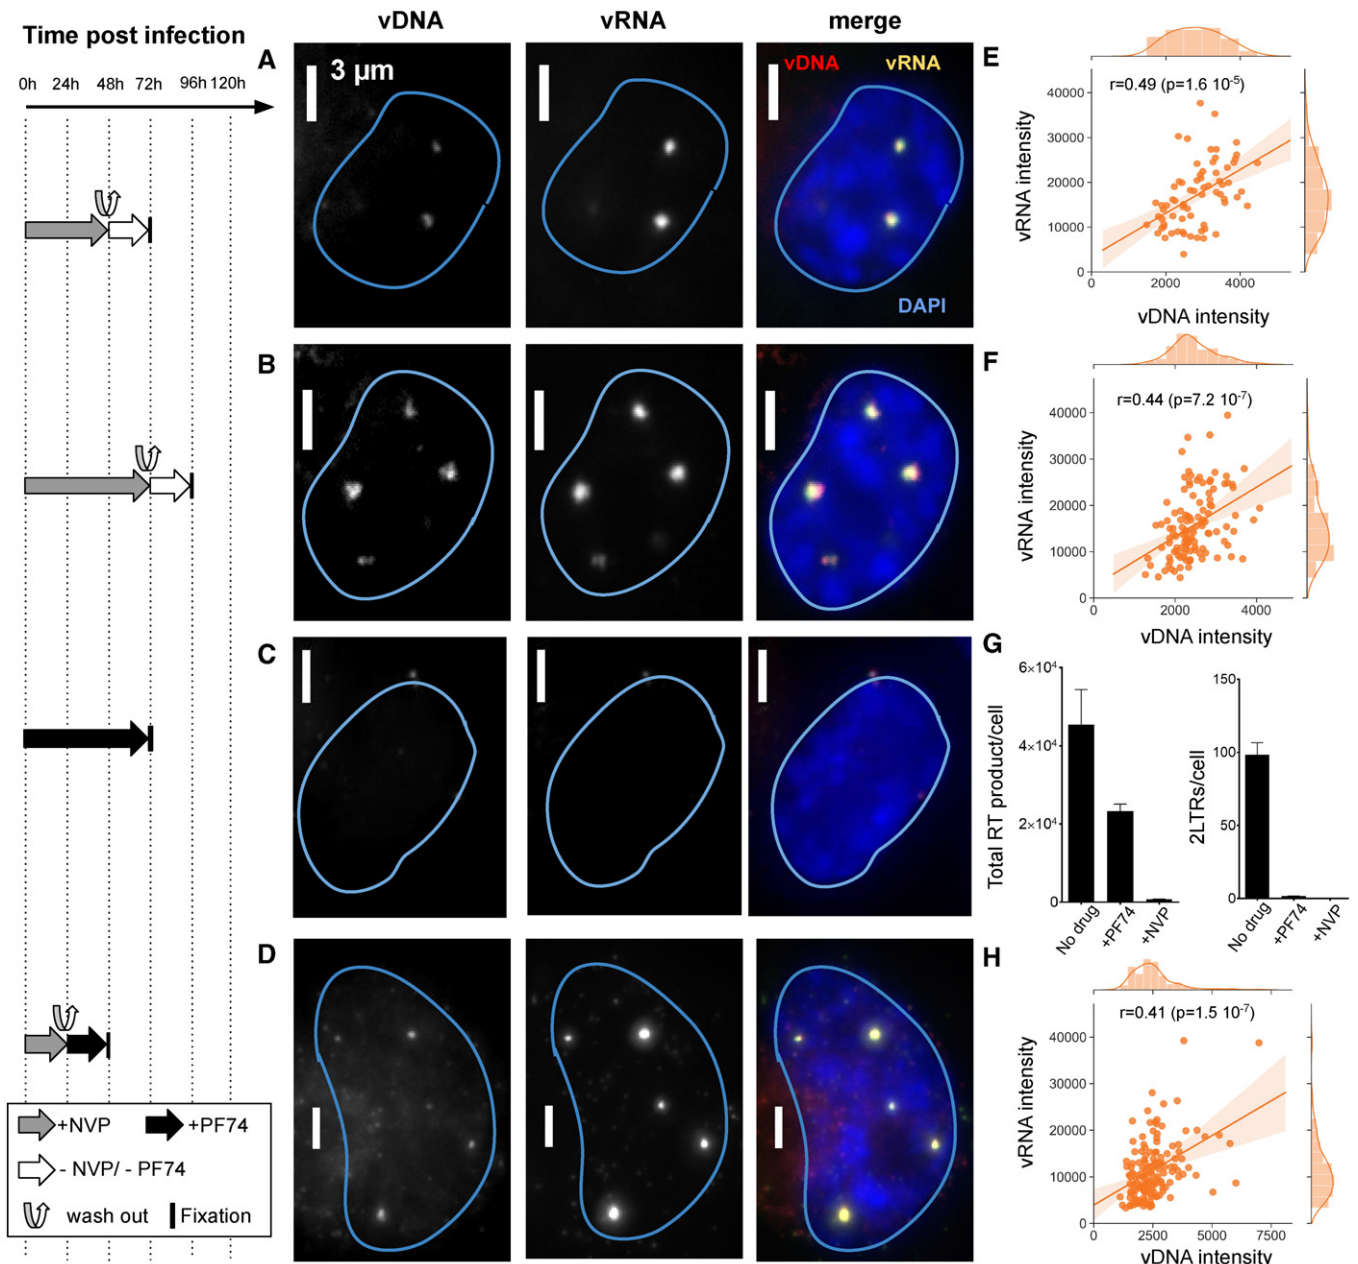 Time post infection
0h 24h 48h 72h 96h 120h
vDNA vRNA merge
A
3 µm
vDNA vRNA
DAPI
B
C
D
+NVP +PF74
- NVP/ - PF74
wash out Fixation
E
r=0.49 (p=1.6 10⁻⁵)
vRNA intensity
40000
30000
20000
10000
0
0 2000 4000
vDNA intensity
F
r=0.44 (p=7.2 10⁻⁷)
vRNA intensity
40000
30000
20000
10000
0
0 2000 4000
vDNA intensity
G
Total RT product/cell
6×10⁴
4×10⁴
2×10⁴
0
No drug +PF74 +NVP
2LTRs/cell
150
100
50
0
No drug +PF74 +NVP
H
r=0.41 (p=1.5 10⁻⁷)
vRNA intensity
40000
30000
20000
10000
0
0 2500 5000 7500
vDNA intensity